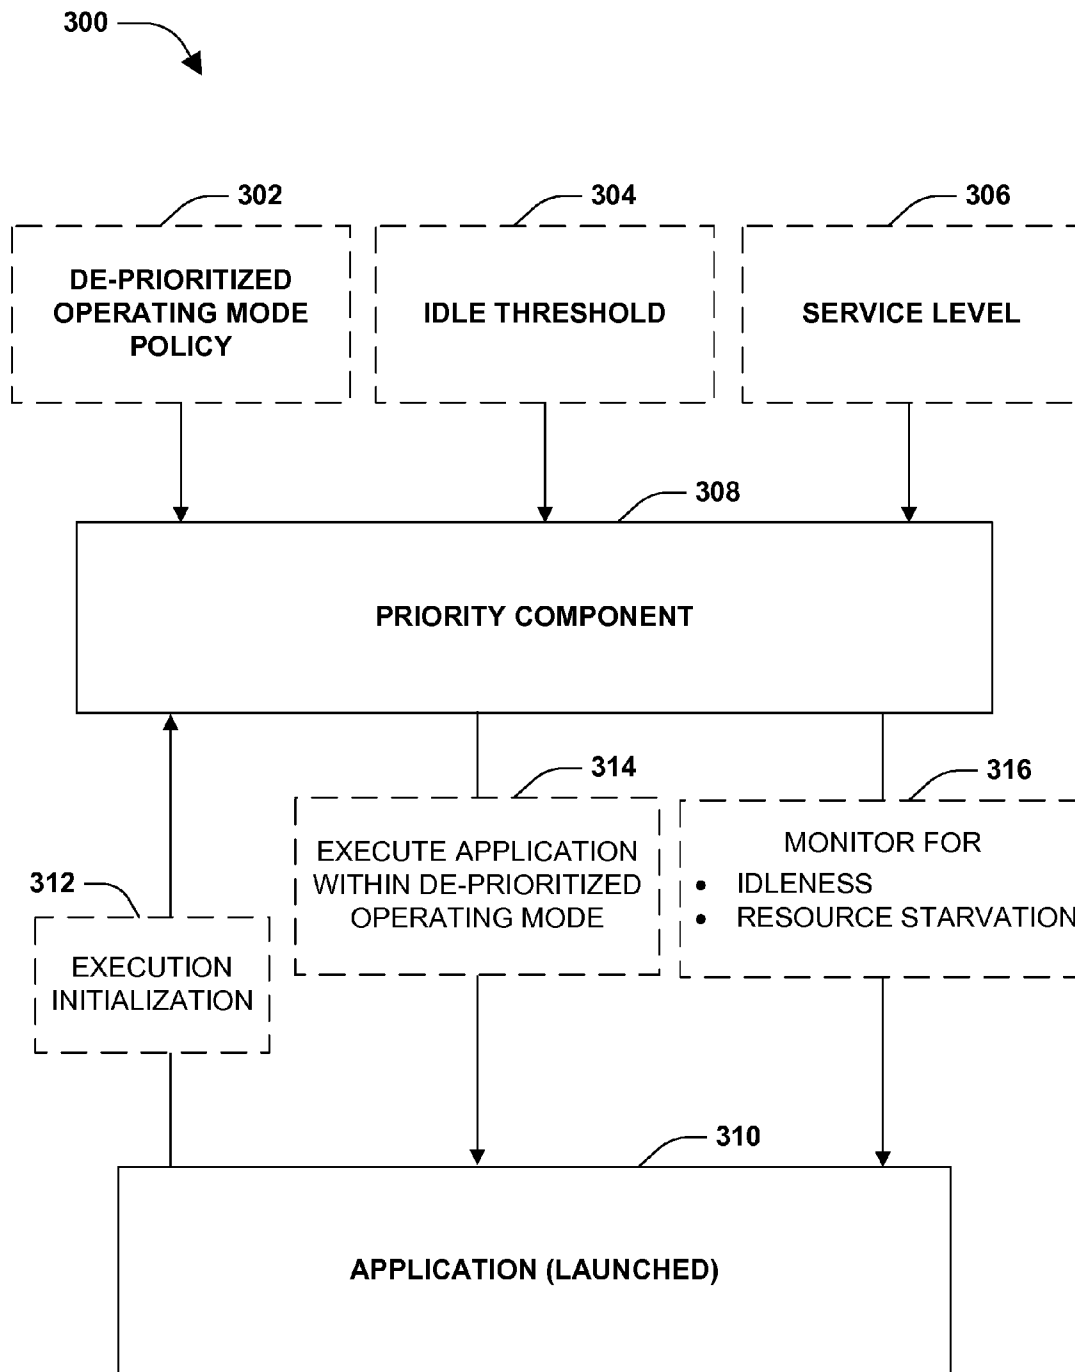 300
302
304
306
DE-PRIORITIZED
OPERATING MODE
POLICY
IDLE THRESHOLD
SERVICE LEVEL
308
PRIORITY COMPONENT
314
316
EXECUTE APPLICATION
WITHIN DE-PRIORITIZED
OPERATING MODE
MONITOR FOR
• IDLENESS
• RESOURCE STARVATION
312
EXECUTION
INITIALIZATION
310
APPLICATION (LAUNCHED)